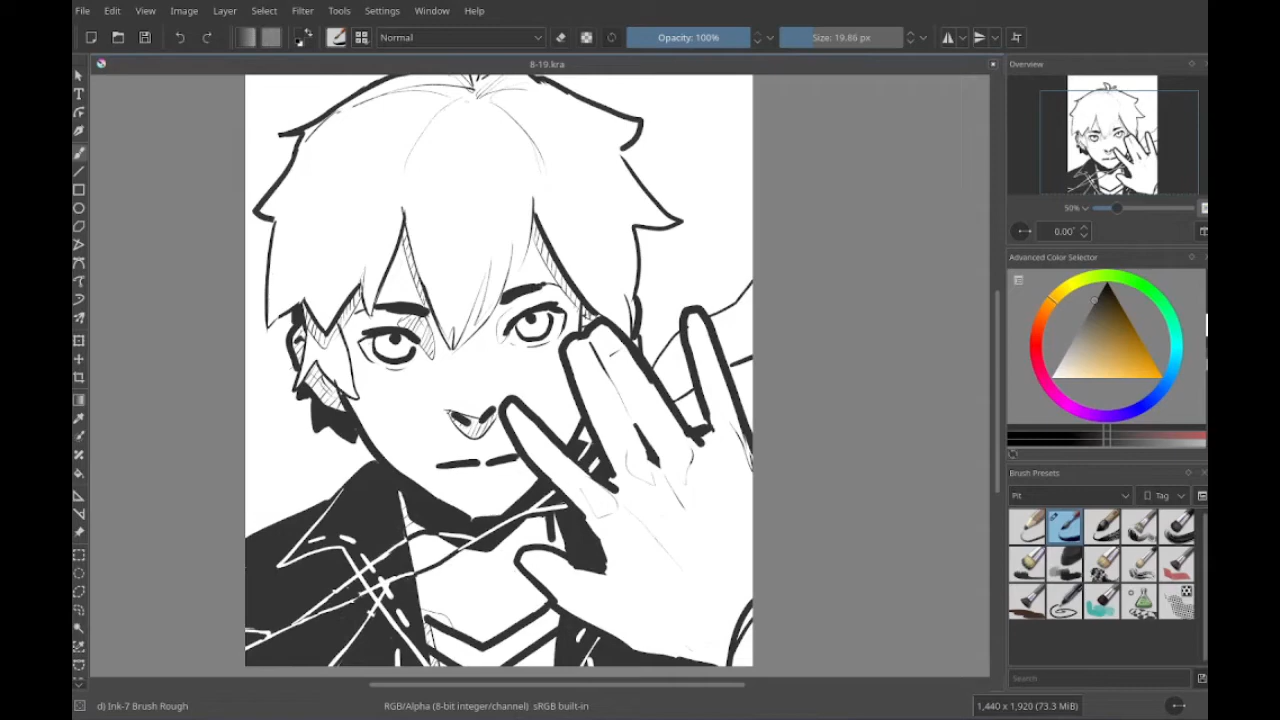 File Edit View Image Layer Select Filter Tools Settings Window Help
Normal Opacity: 100% Size: 19.86 px
8-19.kra
Overview
50%
0.00°
Advanced Color Selector
Brush Presets
Pit Tag
Search
d) Ink-7 Brush Rough RGB/Alpha (8-bit integer/channel) sRGB built-in 1,440 x 1,920 (73.3 MiB)